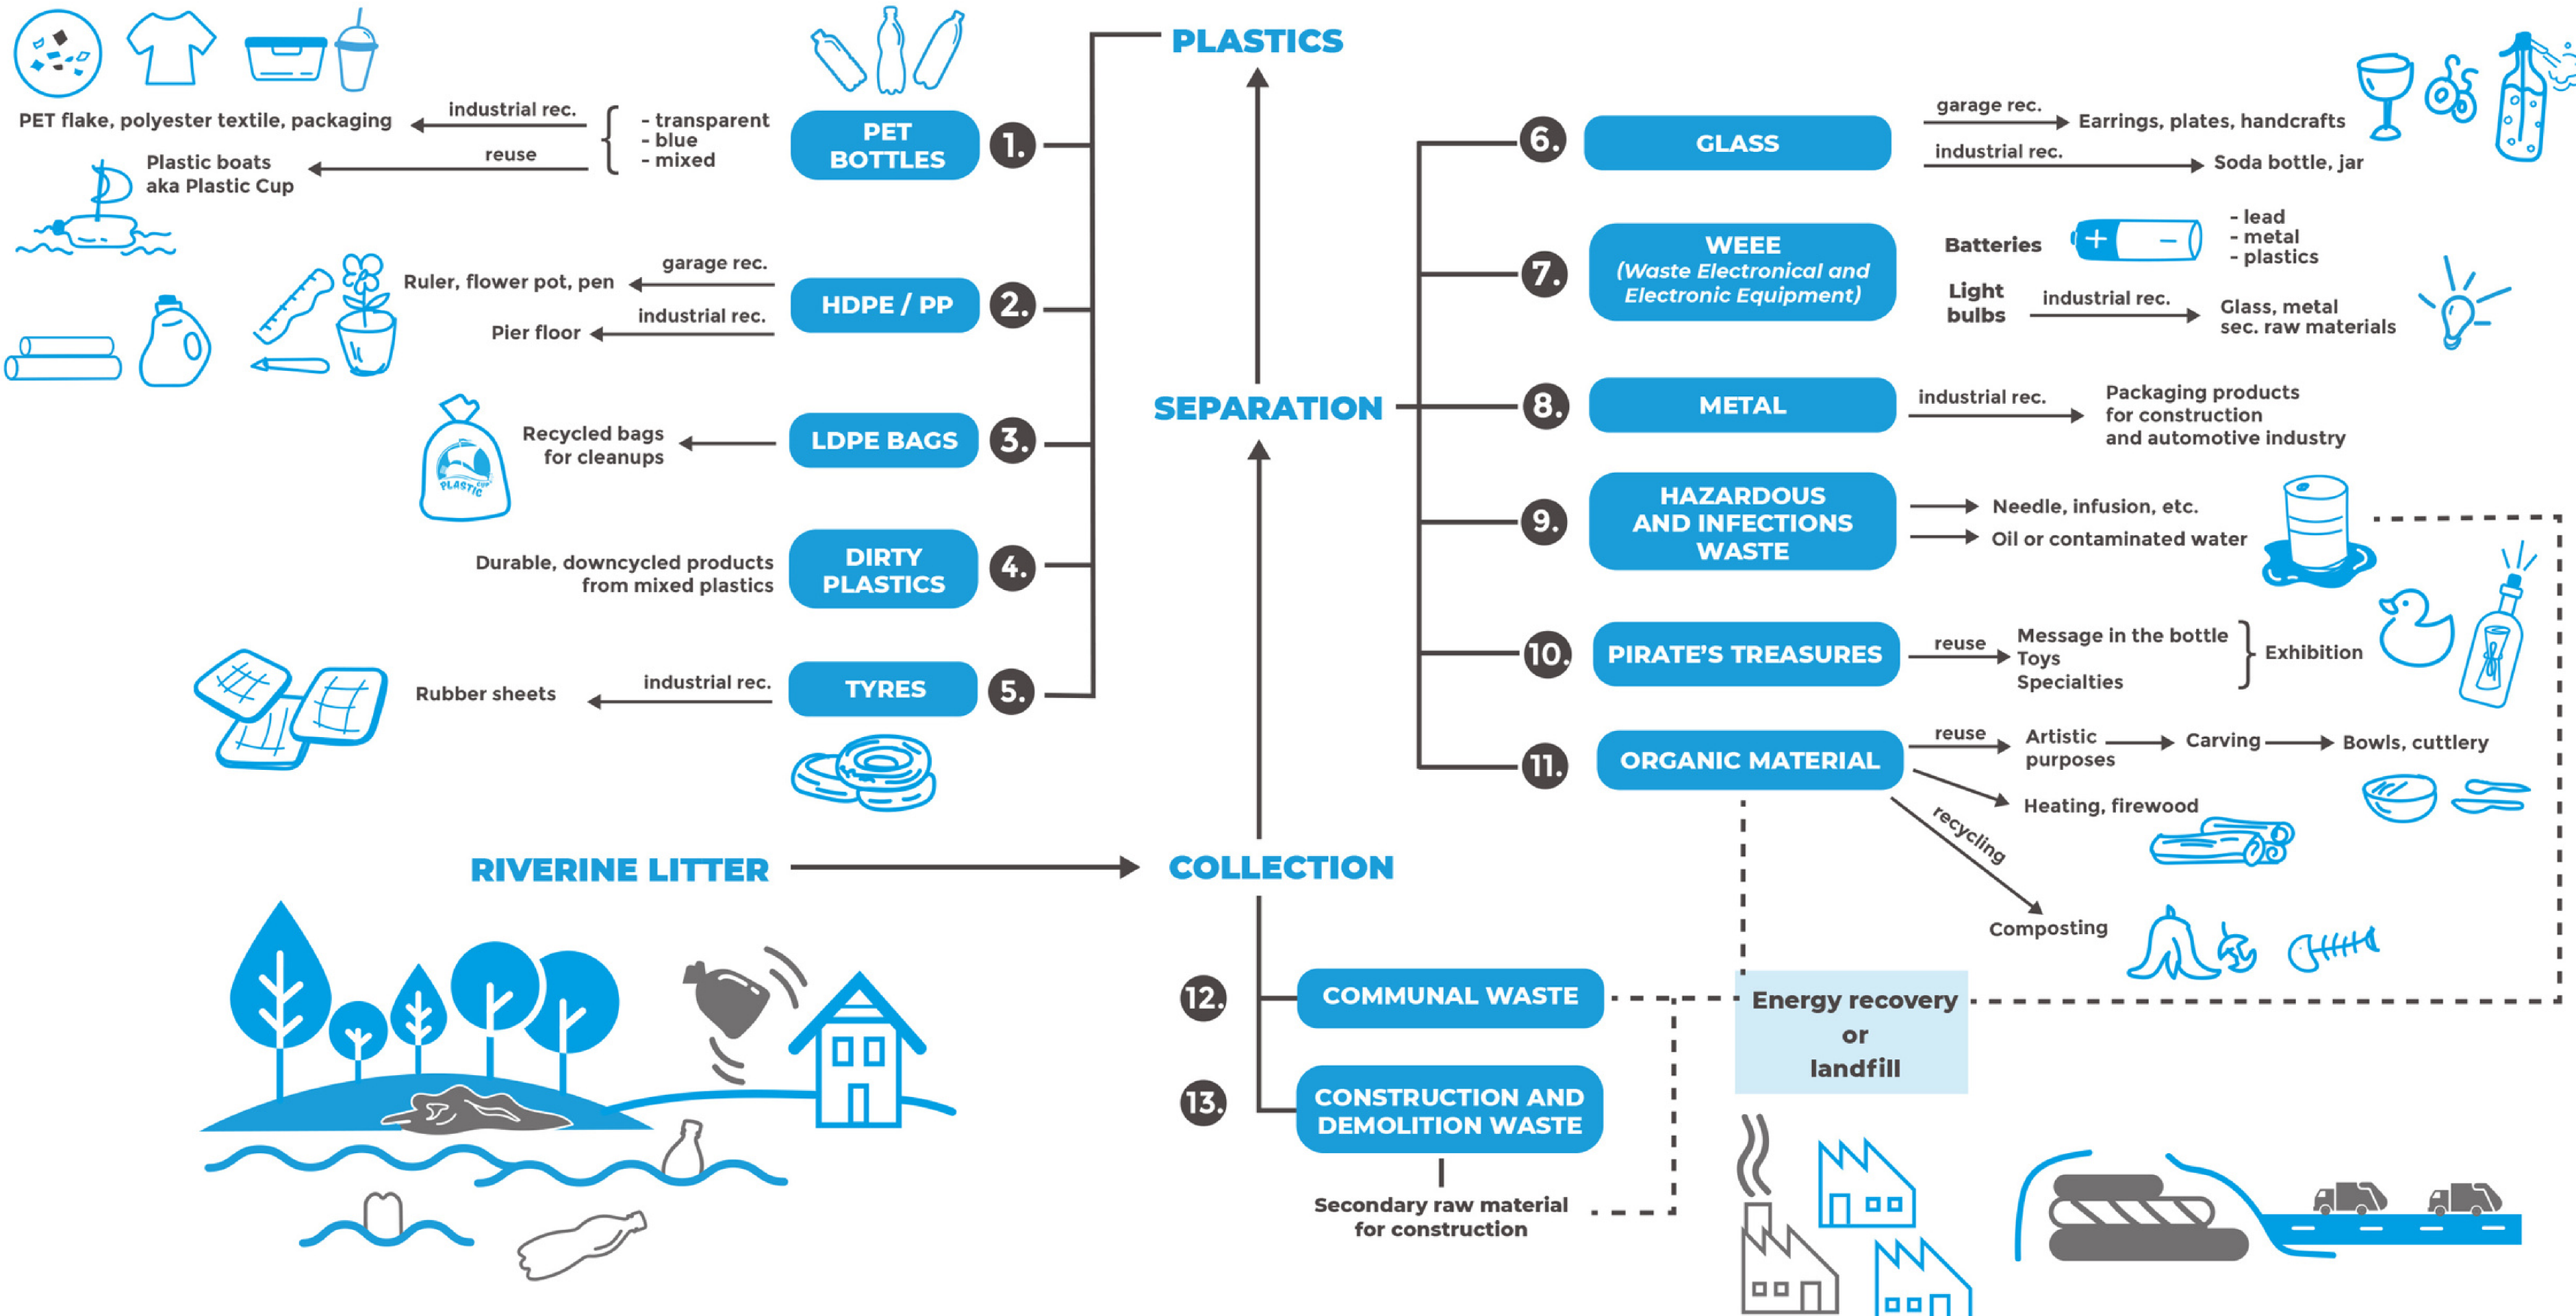 PLASTICS
PET
BOTTLES
1.
- transparent
- blue
- mixed
industrial rec.
PET flake, polyester textile, packaging
reuse
Plastic boats
aka Plastic Cup
HDPE / PP
2.
garage rec.
Ruler, flower pot, pen
industrial rec.
Pier floor
LDPE BAGS
3.
Recycled bags
for cleanups
PLASTIC CUP
DIRTY
PLASTICS
4.
Durable, downcycled products
from mixed plastics
TYRES
5.
industrial rec.
Rubber sheets
SEPARATION
6.
GLASS
garage rec.
Earrings, plates, handcrafts
industrial rec.
Soda bottle, jar
7.
WEEE
(Waste Electronical and
Electronic Equipment)
Batteries
+ −
- lead
- metal
- plastics
Light
bulbs
industrial rec.
Glass, metal
sec. raw materials
8.
METAL
industrial rec.
Packaging products
for construction
and automotive industry
9.
HAZARDOUS
AND INFECTIONS
WASTE
Needle, infusion, etc.
Oil or contaminated water
10.
PIRATE'S TREASURES
reuse
Message in the bottle
Toys
Specialties
Exhibition
11.
ORGANIC MATERIAL
reuse
Artistic
purposes
Carving
Bowls, cuttlery
Heating, firewood
recycling
Composting
RIVERINE LITTER
COLLECTION
12.
COMMUNAL WASTE
13.
CONSTRUCTION AND
DEMOLITION WASTE
Secondary raw material
for construction
Energy recovery
or
landfill